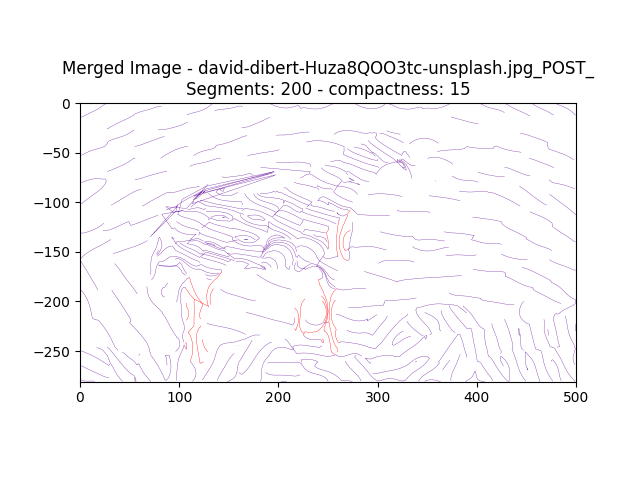 Merged Image - david-dibert-Huza8QOO3tc-unsplash.jpg_POST_
Segments: 200 - compactness: 15
0
−50
−100
−150
−200
−250
0 100 200 300 400 500